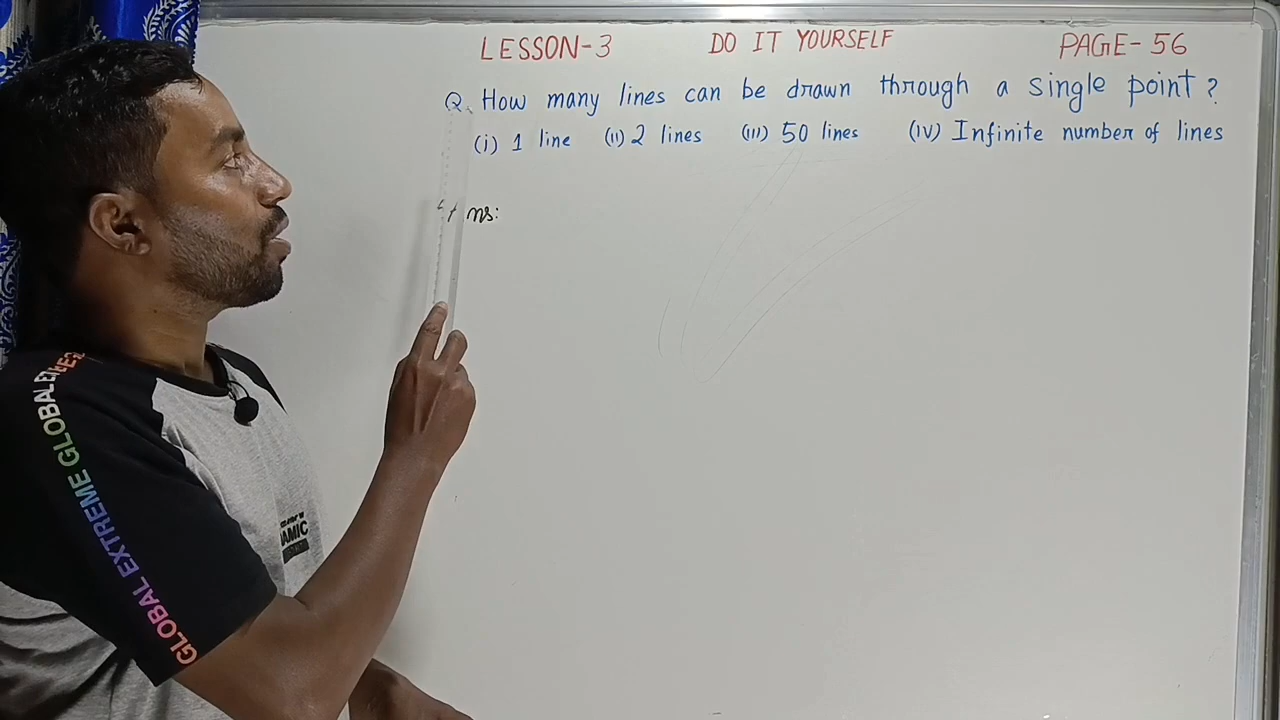 LESSON-3 DO IT YOURSELF PAGE-56
Q. How many lines can be drawn through a single point?
(i) 1 line (ii) 2 lines (iii) 50 lines (iv) Infinite number of lines
Ans:
GLOBAL EXTREME GLOBAL